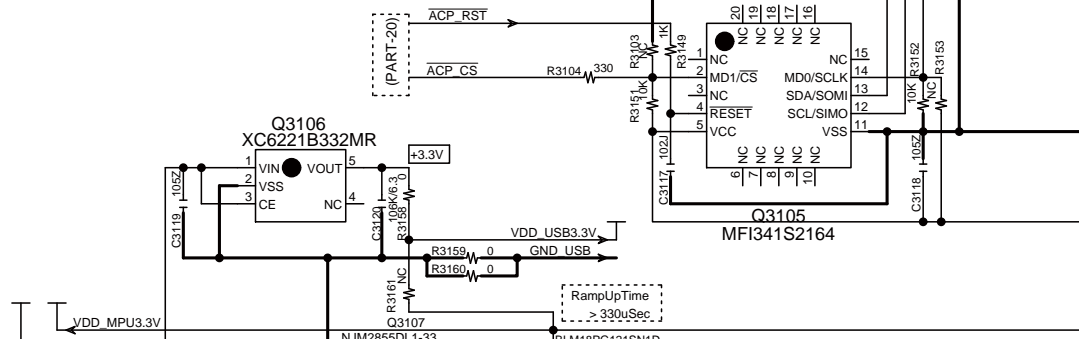 ACP_RST
(PART-20)
ACP_CS
R3104
330
R3103
NC
1K
R3149
R3151
10K
20
19
18
17
16
NC
NC
NC
NC
NC
1
NC
2
MD1/CS
3
NC
4
RESET
5
VCC
NC
15
MD0/SCLK
14
SDA/SOMI
13
SCL/SIMO
12
VSS
11
NC
NC
NC
NC
NC
6
7
8
9
10
R3152
R3153
10K
NC
105Z
C3118
102J
C3117
Q3105
MFI341S2164
Q3106
XC6221B332MR
1
VIN
2
VSS
3
CE
VOUT
5
NC
4
+3.3V
105Z
C3119
106K/6.3
C3120
0
R3158
VDD_USB3.3V
GND_USB
R3159
0
R3160
0
NC
R3161
RampUpTime
> 330uSec
VDD_MPU3.3V
Q3107
NJM2855DL1-33
BLM18PG121SN1D